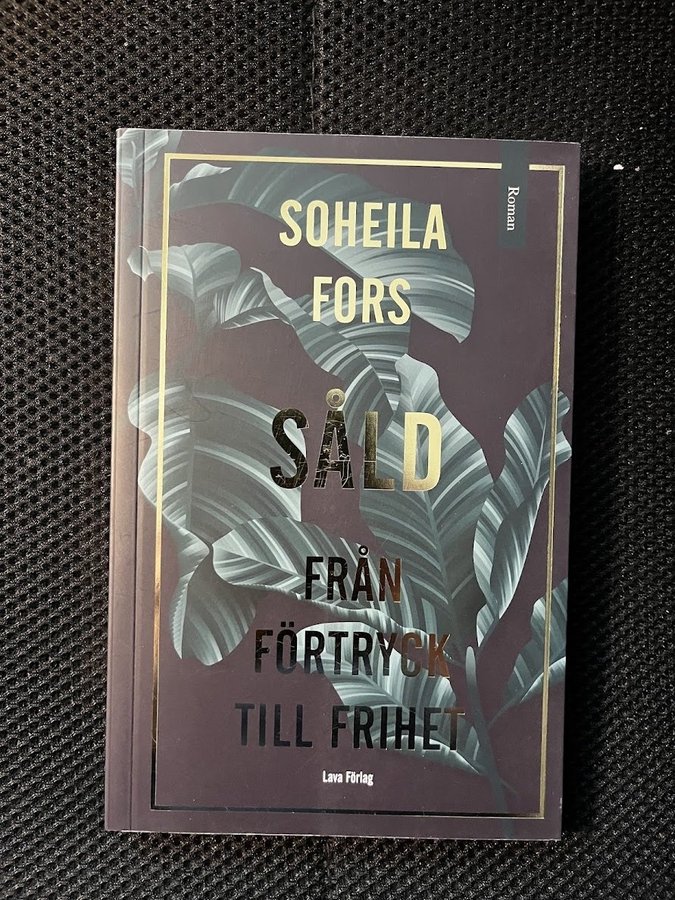 Roman
SOHEILA
FORS
SÅLD
FRÅN
FÖRTRYCK
TILL FRIHET
Lava Förlag